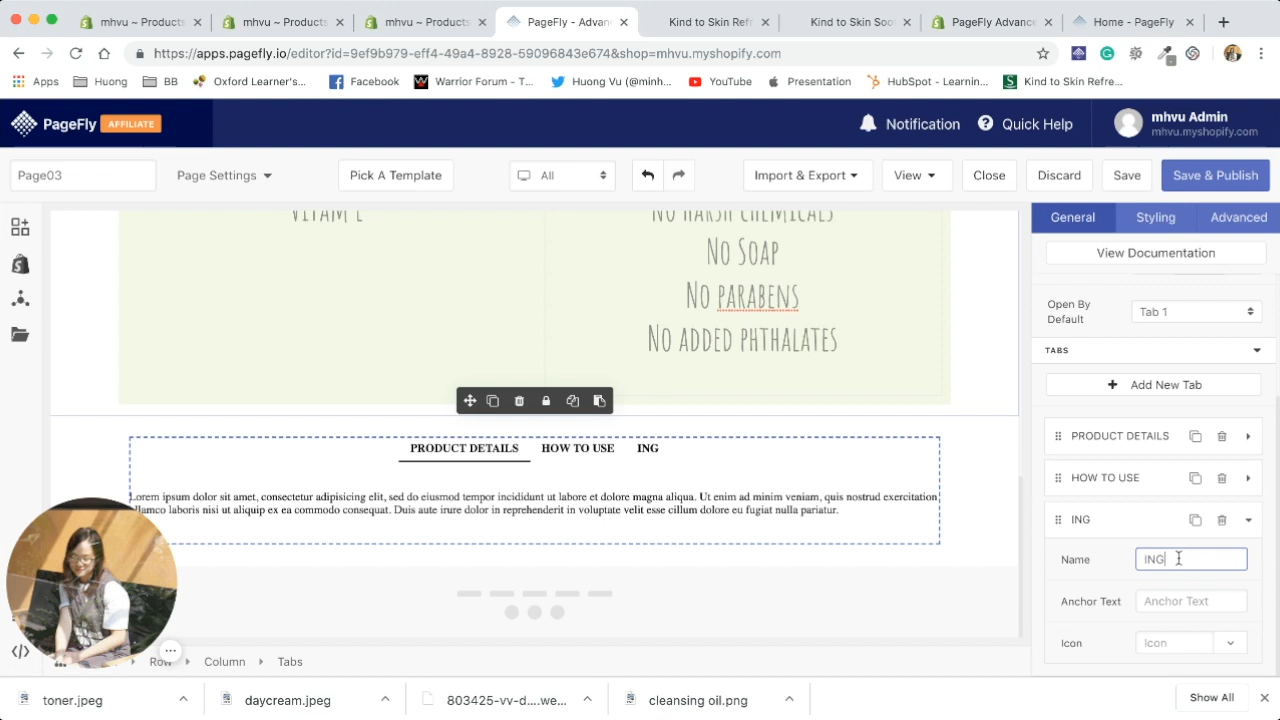 mhvu ~ Products
mhvu ~ Products
mhvu ~ Products
PageFly - Advan
Kind to Skin Refr
Kind to Skin Soo
PageFly Advance
Home - PageFly
https://apps.pagefly.io/editor?id=9ef9b979-eff4-49a4-8928-59096843e674&shop=mhvu.myshopify.com
Apps
Huong
BB
Oxford Learner's...
Facebook
Warrior Forum - T...
Huong Vu (@minh...
YouTube
Presentation
HubSpot - Learnin...
Kind to Skin Refre...
PageFly AFFILIATE
Notification
Quick Help
mhvu Admin
mhvu.myshopify.com
Page03
Page Settings
Pick A Template
All
Import & Export
View
Close
Discard
Save
Save & Publish
General
Styling
Advanced
View Documentation
Open By
Default
Tab 1
TABS
Add New Tab
PRODUCT DETAILS
HOW TO USE
ING
Name
ING
Anchor Text
Anchor Text
Icon
Icon
VITAM E
NO HARSH CHEMICALS
NO SOAP
NO PARABENS
NO ADDED PHTHALATES
PRODUCT DETAILS HOW TO USE ING
Lorem ipsum dolor sit amet, consectetur adipisicing elit, sed do eiusmod tempor incididunt ut labore et dolore magna aliqua. Ut enim ad minim veniam, quis nostrud exercitation
ullamco laboris nisi ut aliquip ex ea commodo consequat. Duis aute irure dolor in reprehenderit in voluptate velit esse cillum dolore eu fugiat nulla pariatur.
Row
Column
Tabs
toner.jpeg
daycream.jpeg
803425-vv-d....we...
cleansing oil.png
Show All